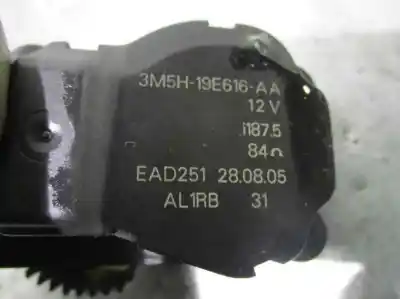 3M5H-19E616-AA
12 V
i187.5
84Ω
EAD251 28.08.05
AL1RB 31